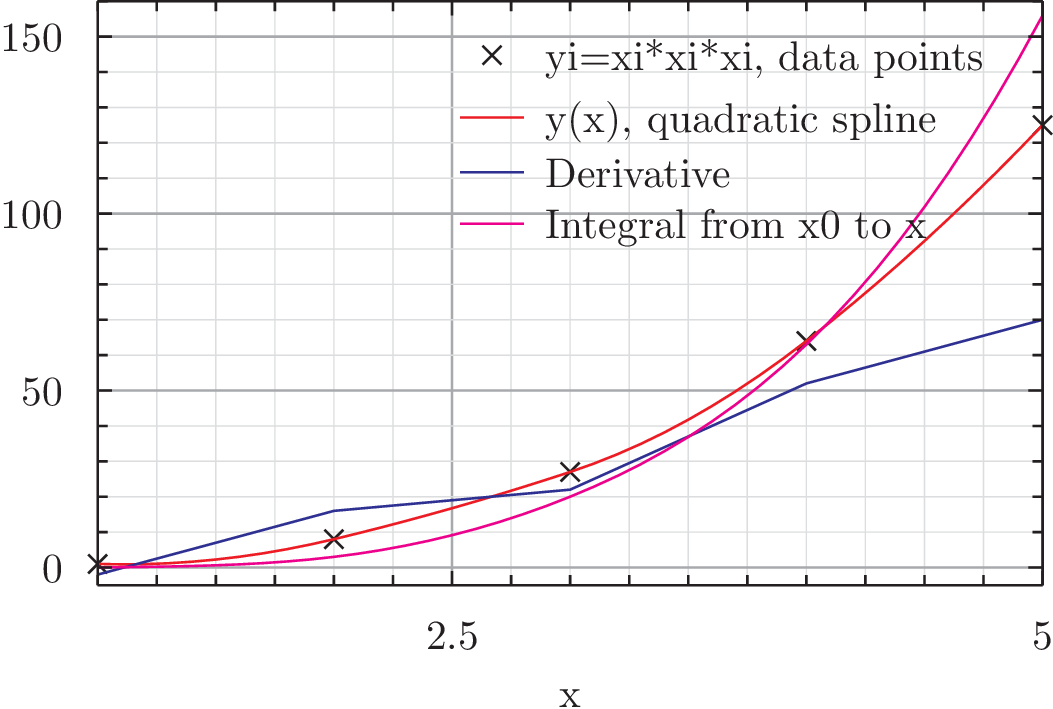 150
100
50
0
yi=xi*xi*xi, data points
y(x), quadratic spline
Derivative
Integral from x0 to x
2.5
5
x